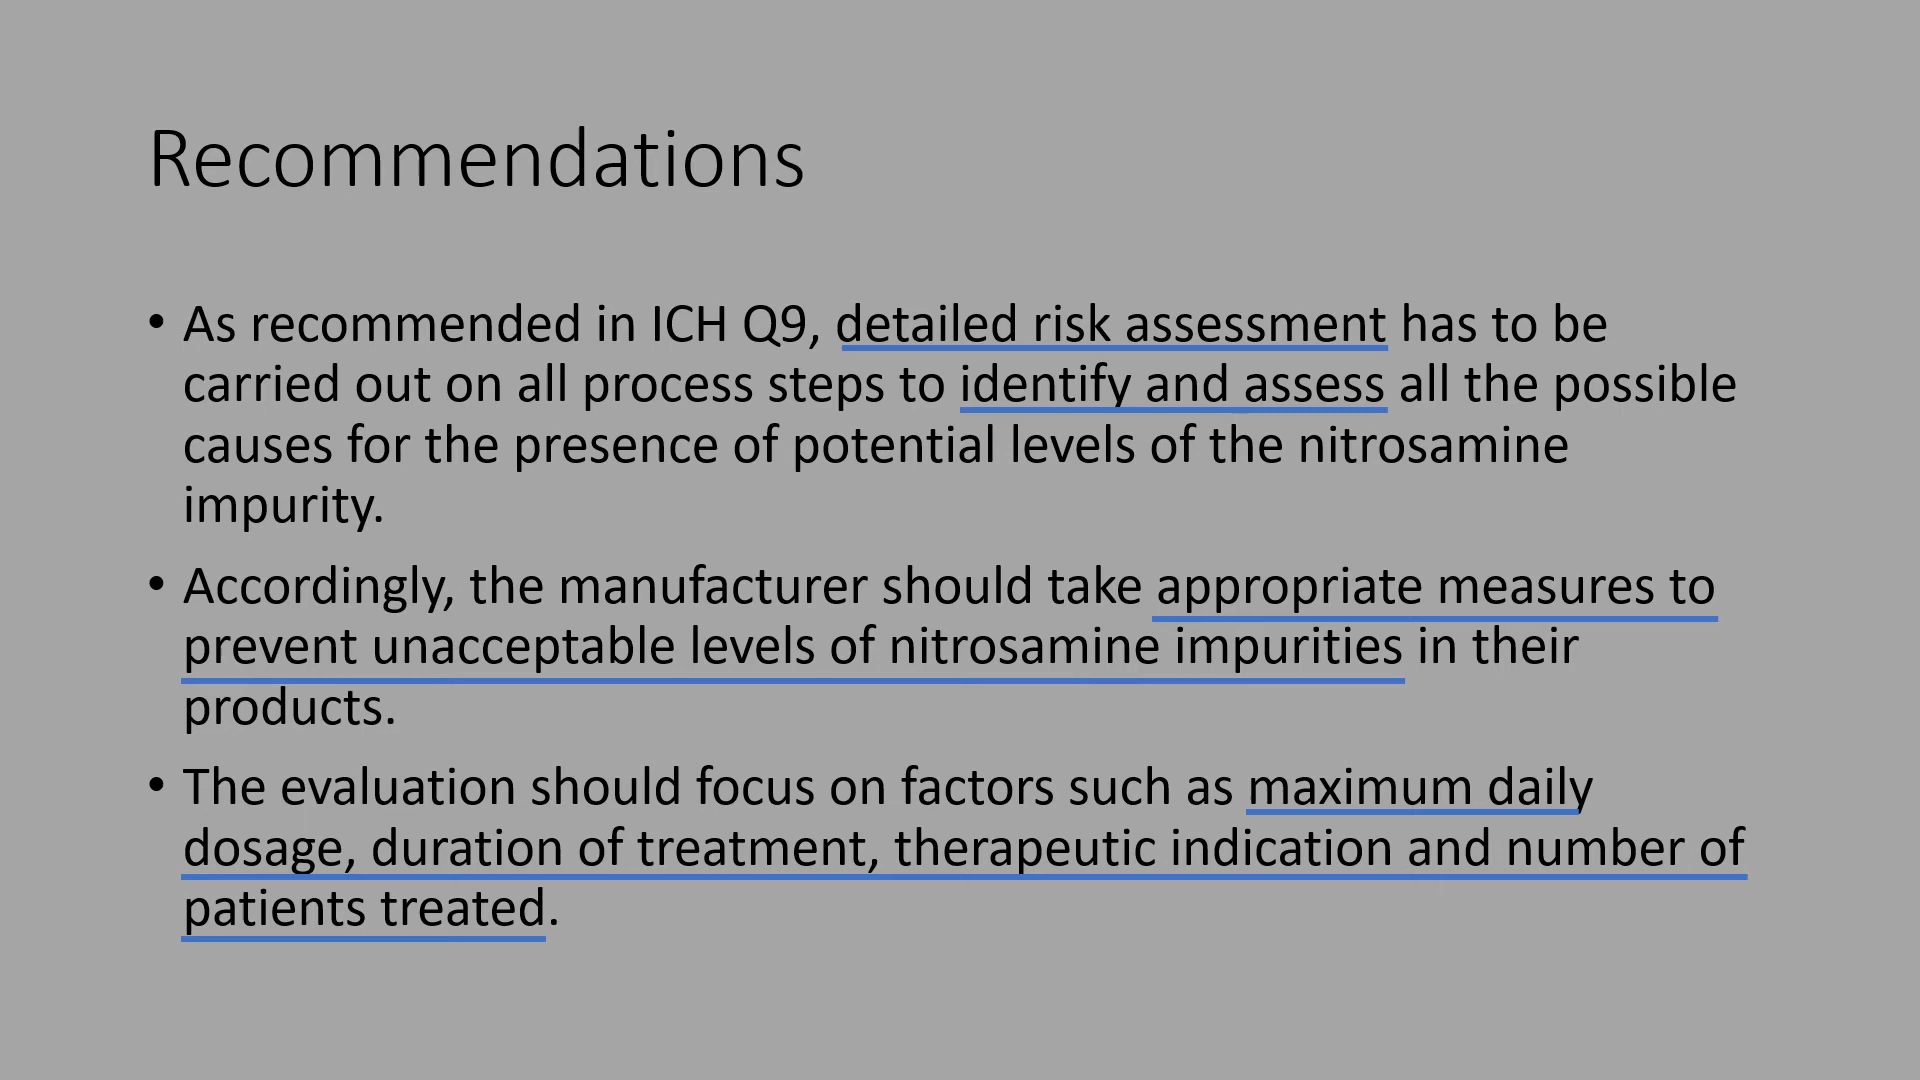 Recommendations
• As recommended in ICH Q9, detailed risk assessment has to be
carried out on all process steps to identify and assess all the possible
causes for the presence of potential levels of the nitrosamine
impurity.
• Accordingly, the manufacturer should take appropriate measures to
prevent unacceptable levels of nitrosamine impurities in their
products.
• The evaluation should focus on factors such as maximum daily
dosage, duration of treatment, therapeutic indication and number of
patients treated.